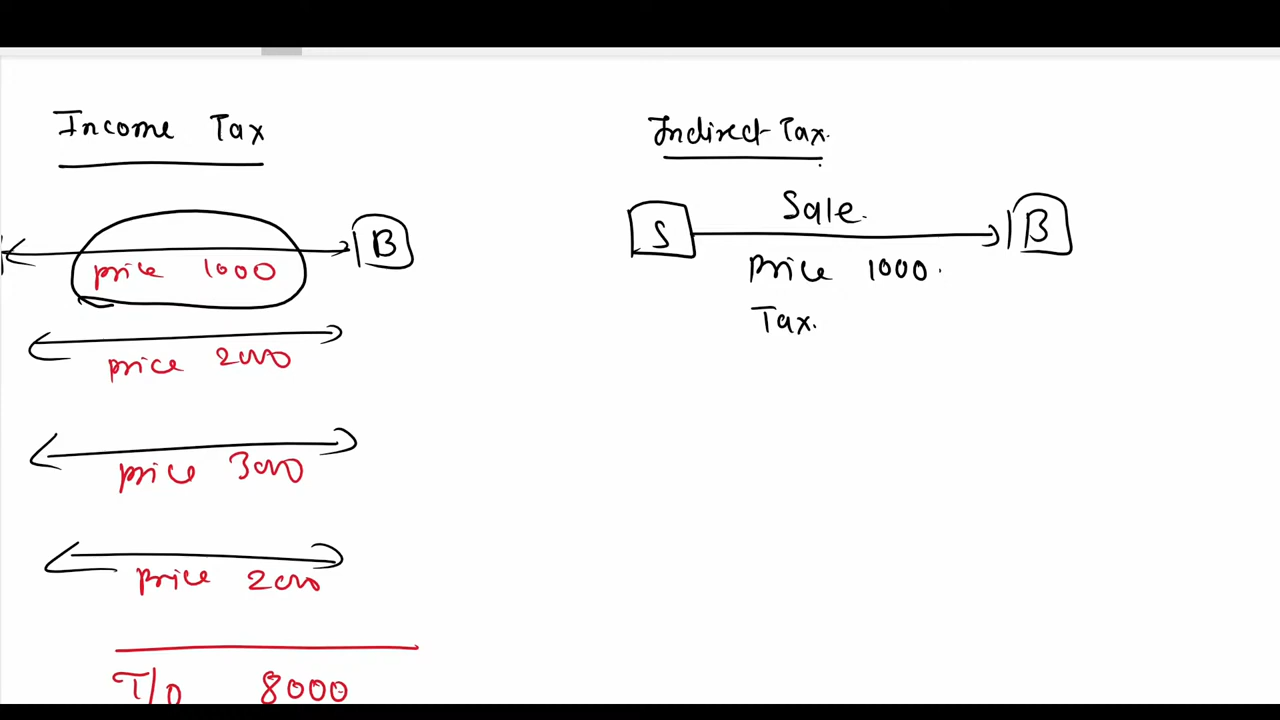 Income Tax
B
price 1000
price 2000
price 3000
price 2000
T/O 8000
Indirect Tax.
S
Sale.
B
Price 1000.
Tax.